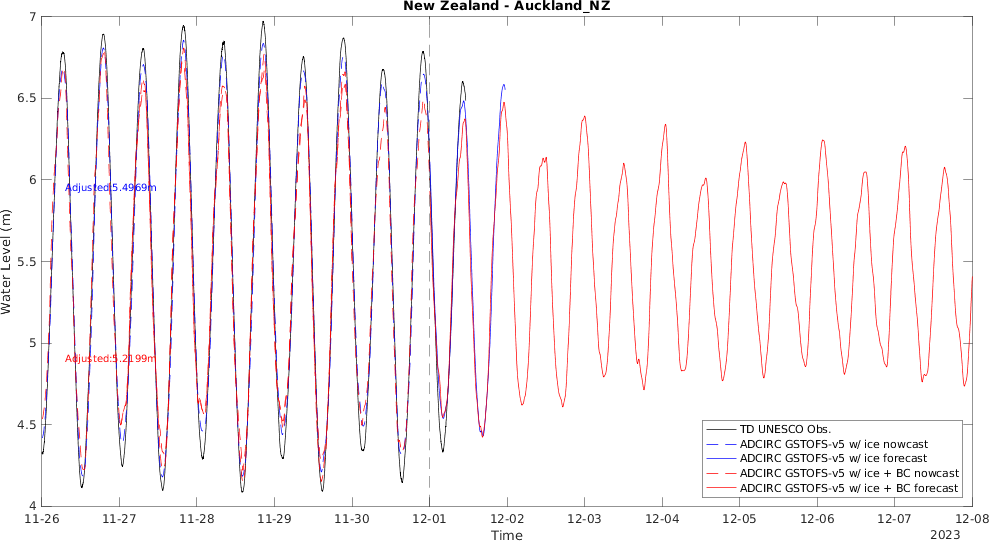 New Zealand - Auckland_NZ
7
6.5
6
5.5
5
4.5
4
Water Level (m)
Adjusted:5.4969m
Adjusted:5.2199m
TD UNESCO Obs.
ADCIRC GSTOFS-v5 w/ ice nowcast
ADCIRC GSTOFS-v5 w/ ice forecast
ADCIRC GSTOFS-v5 w/ ice + BC nowcast
ADCIRC GSTOFS-v5 w/ ice + BC forecast
11-26 11-27 11-28 11-29 11-30 12-01 12-02 12-03 12-04 12-05 12-06 12-07 12-08
Time
2023